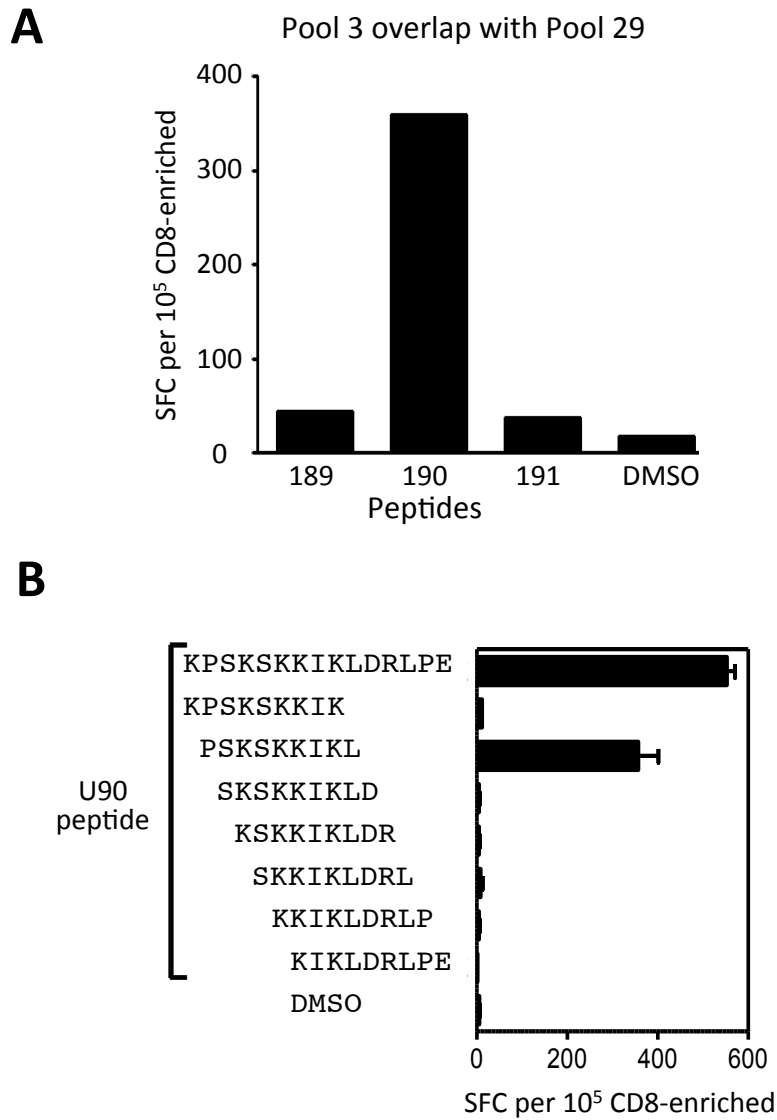 A
Pool 3 overlap with Pool 29
SFC per 10⁵ CD8-enriched
400
300
200
100
0
189 190 191 DMSO
Peptides
B
U90
peptide
KPSKSKKIKLDRLPE
KPSKSKKIK
PSKSKKIKL
SKSKKIKLD
KSKKIKLDR
SKKIKLDRL
KKIKLDRLP
KIKLDRLPE
DMSO
0 200 400 600
SFC per 10⁵ CD8-enriched